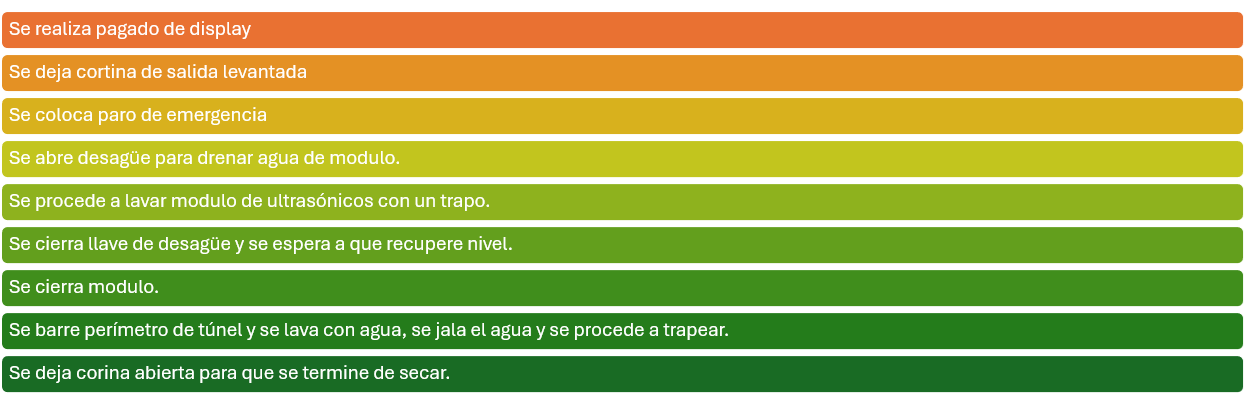 Se realiza pagado de display
Se deja cortina de salida levantada
Se coloca paro de emergencia
Se abre desagüe para drenar agua de modulo.
Se procede a lavar modulo de ultrasónicos con un trapo.
Se cierra llave de desagüe y se espera a que recupere nivel.
Se cierra modulo.
Se barre perímetro de túnel y se lava con agua, se jala el agua y se procede a trapear.
Se deja corina abierta para que se termine de secar.